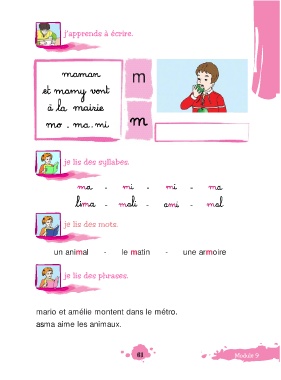 j'apprends à écrire.
maman
et mamy vont
à la mairie
mo . ma . mi
m
m
je lis des syllabes.
ma - mi - mi - ma
lima - mali - ami - mal
je lis des mots.
un animal - le matin - une armoire
je lis des phrases.
mario et amélie montent dans le métro.
asma aime les animaux.
61
Module 9